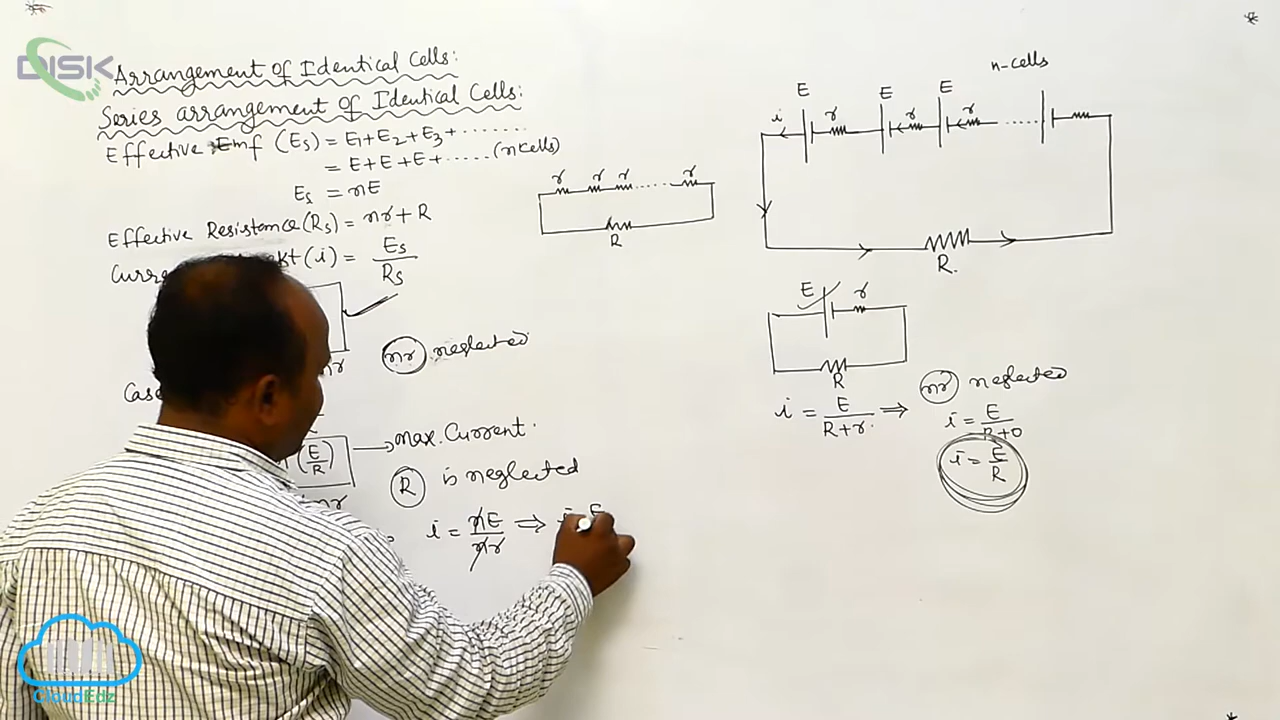 DISK
Arrangement of Identical Cells:
Series arrangement of Identical Cells:
Effective Emf (Es) = E1+E2+E3+........
= E+E+E+...... (n cells)
Es = nE
Effective Resistance (Rs) = nr + R
(i) = Es/Rs
nr neglected
(E/R) → Max. Current.
R is neglected
i = nE/nr ⇒
n-cells
E E E
i r r r
R.
r r r r
R
E r
R
i = E/R+r. ⇒ nr neglected
i = E/R+0
i = E/R
CloudEdz